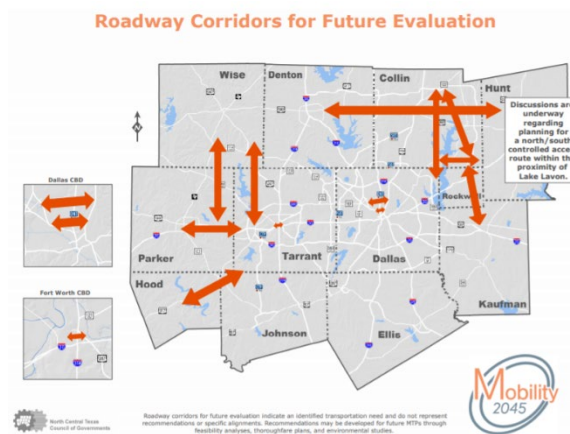 Roadway Corridors for Future Evaluation
Wise
Denton
Collin
Hunt
Discussions are
underway
regarding
planning for
a north/south
controlled access
route within the
proximity of
Lake Lavon.
Dallas CBD
Rockwall
Parker
Tarrant
Dallas
Hood
Kaufman
Fort Worth CBD
Johnson
Ellis
Mobility
2045
North Central Texas
Council of Governments
Roadway corridors for future evaluation indicate an identified transportation need and do not represent
recommendations or specific alignments. Recommendations may be developed for future MTPs through
feasibility analyses, thoroughfare plans, and environmental studies.